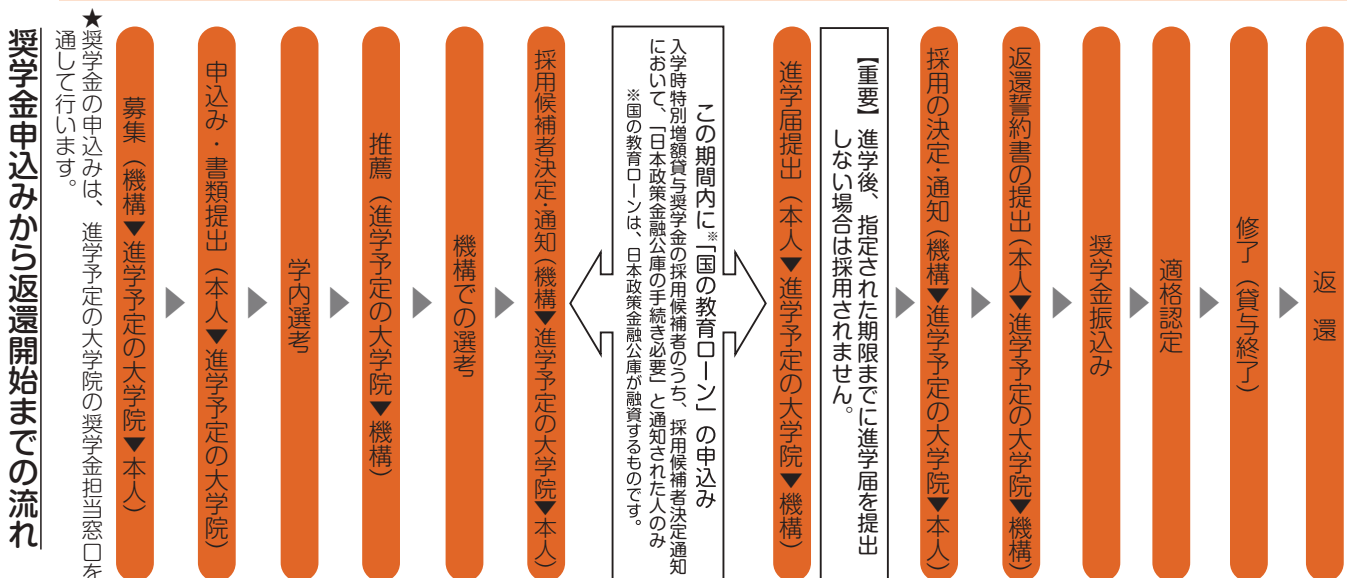 奨学金申込みから返還開始までの流れ
★奨学金の申込みは、進学予定の大学院の奨学金担当窓口を
通して行います。
募集（機構▼進学予定の大学院▼本人）
申込み・書類提出（本人▼進学予定の大学院）
学内選考
推薦（進学予定の大学院▼機構）
機構での選考
採用候補者決定・通知（機構▼進学予定の大学院▼本人）
この期間内に※「国の教育ローン」の申込み
入学時特別増額貸与奨学金の採用候補者のうち、採用候補者決定通知
において、「日本政策金融公庫の手続き必要」と通知された人のみ
※国の教育ローンは、日本政策金融公庫が融資するものです。
進学届提出（本人▼進学予定の大学院▼機構）
【重要】進学後、指定された期限までに進学届を提出
しない場合は採用されません。
採用の決定・通知（機構▼進学予定の大学院▼本人）
返還誓約書の提出（本人▼進学予定の大学院▼機構）
奨学金振込み
適格認定
修了（貸与終了）
返還